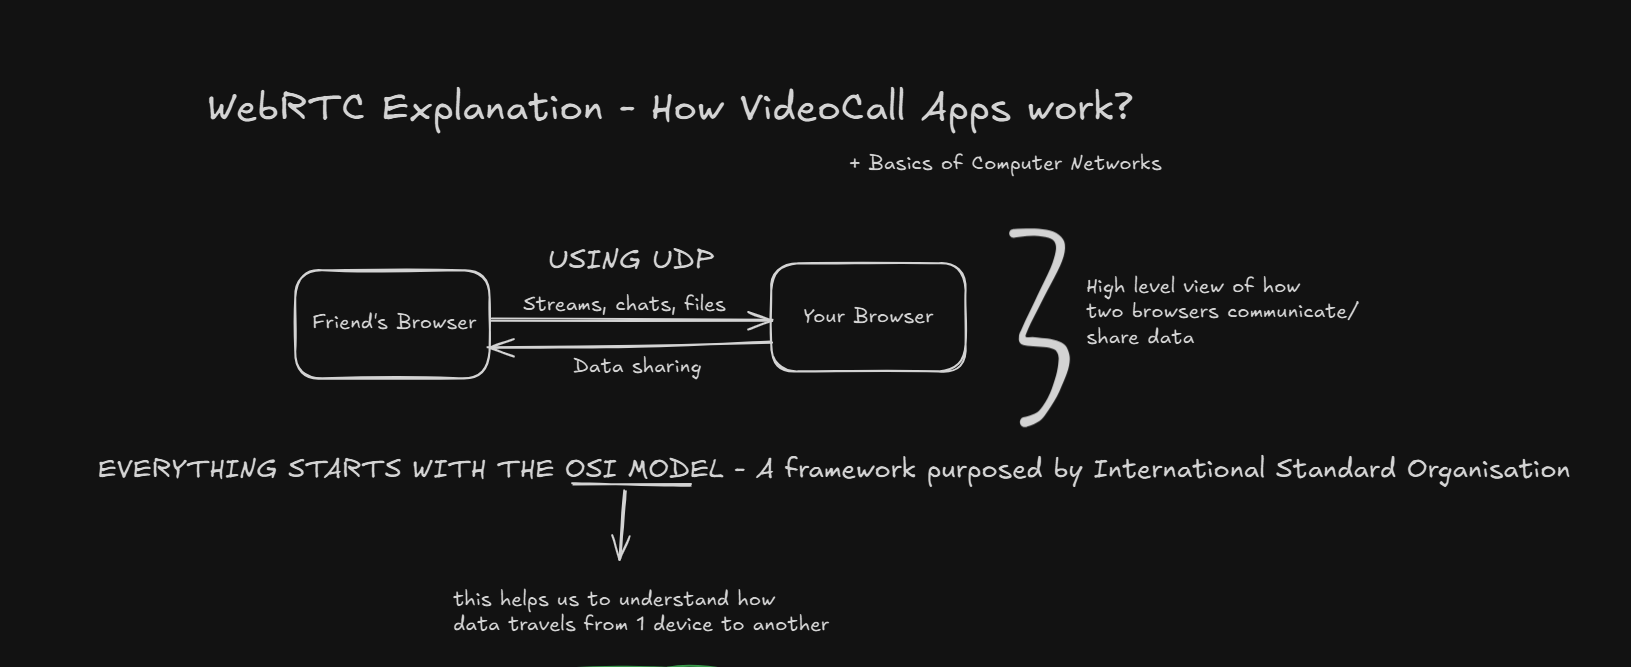 WebRTC Explanation - How VideoCall Apps work?
+ Basics of Computer Networks
USING UDP
Streams, chats, files
Friend's Browser
Your Browser
Data sharing
High level view of how
two browsers communicate/
share data
EVERYTHING STARTS WITH THE OSI MODEL - A framework purposed by International Standard Organisation
this helps us to understand how
data travels from 1 device to another